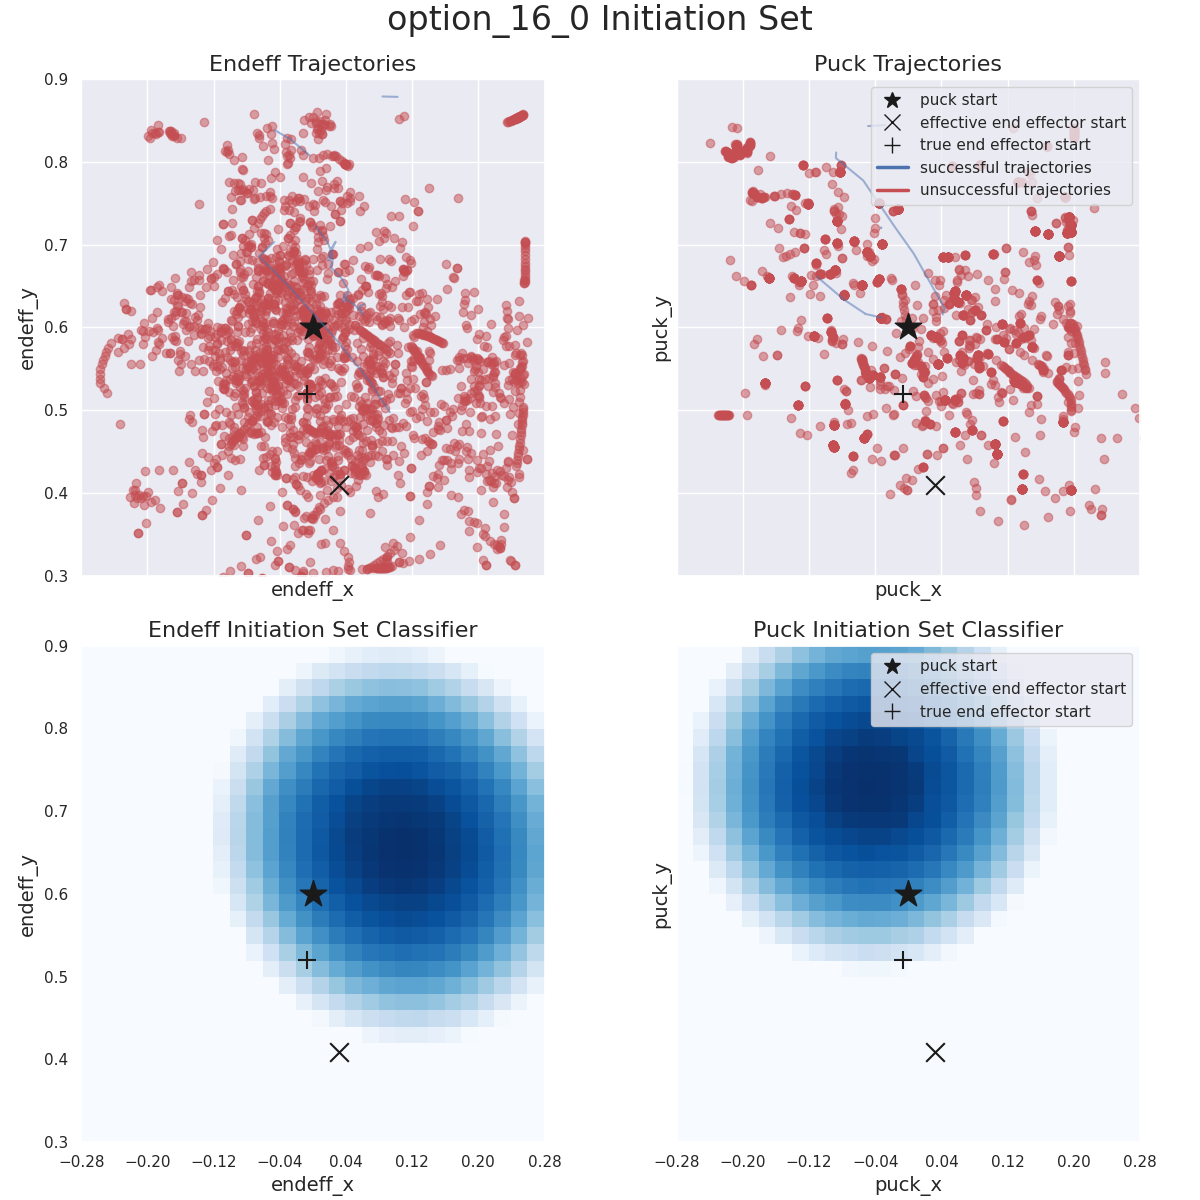 option_16_0 Initiation Set
Endeff Trajectories
Puck Trajectories
0.9
0.8
0.7
0.6
0.5
0.4
0.3
endeff_y
endeff_x
puck_y
puck_x
puck start
effective end effector start
true end effector start
successful trajectories
unsuccessful trajectories
Endeff Initiation Set Classifier
Puck Initiation Set Classifier
0.9
0.8
0.7
0.6
0.5
0.4
0.3
endeff_y
−0.28 −0.20 −0.12 −0.04 0.04 0.12 0.20 0.28
endeff_x
puck_y
puck start
effective end effector start
true end effector start
−0.28 −0.20 −0.12 −0.04 0.04 0.12 0.20 0.28
puck_x